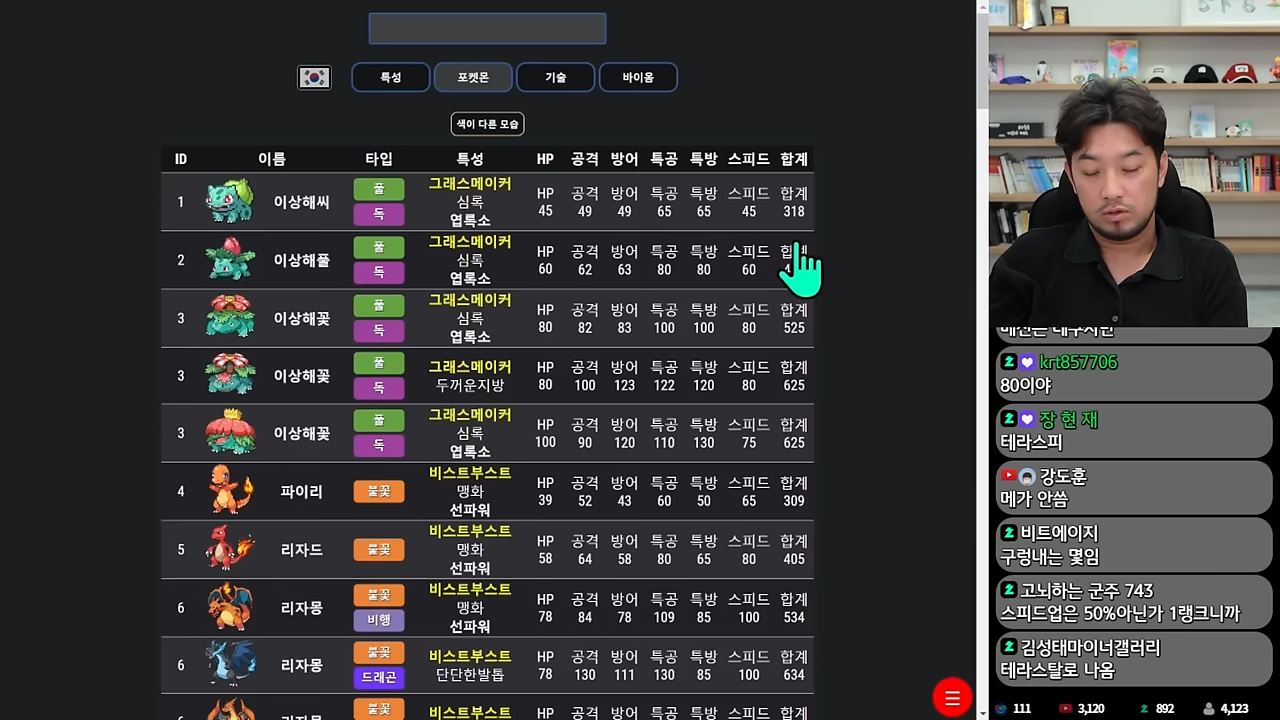 특성 포켓몬 기술 바이옴
색이 다른 모습
ID 이름 타입 특성 HP 공격 방어 특공 특방 스피드 합계
1 이상해씨 풀 독 그래스메이커 심록 엽록소 HP 45 공격 49 방어 49 특공 65 특방 65 스피드 45 합계 318
2 이상해풀 풀 독 그래스메이커 심록 엽록소 HP 60 공격 62 방어 63 특공 80 특방 80 스피드 60
3 이상해꽃 풀 독 그래스메이커 심록 엽록소 HP 80 공격 82 방어 83 특공 100 특방 100 스피드 80 합계 525
3 이상해꽃 풀 독 그래스메이커 두꺼운지방 HP 80 공격 100 방어 123 특공 122 특방 120 스피드 80 합계 625
3 이상해꽃 풀 독 그래스메이커 심록 엽록소 HP 100 공격 90 방어 120 특공 110 특방 130 스피드 75 합계 625
4 파이리 불꽃 비스트부스트 맹화 선파워 HP 39 공격 52 방어 43 특공 60 특방 50 스피드 65 합계 309
5 리자드 불꽃 비스트부스트 맹화 선파워 HP 58 공격 64 방어 58 특공 80 특방 65 스피드 80 합계 405
6 리자몽 불꽃 비행 비스트부스트 맹화 선파워 HP 78 공격 84 방어 78 특공 109 특방 85 스피드 100 합계 534
6 리자몽 불꽃 드래곤 비스트부스트 단단한발톱 HP 78 공격 130 방어 111 특공 130 특방 85 스피드 100 합계 634
불꽃 비스트부스트 HP 공격 방어 특공 특방 스피드 합계
krt857706
80이야
장 현 재
테라스피
강도훈
메가 안씀
비트에이지
구렁내는 몇임
고뇌하는 군주 743
스피드업은 50%아닌가 1랭크니까
김성태마이너갤러리
테라스탈로 나옴
111 3,120 892 4,123